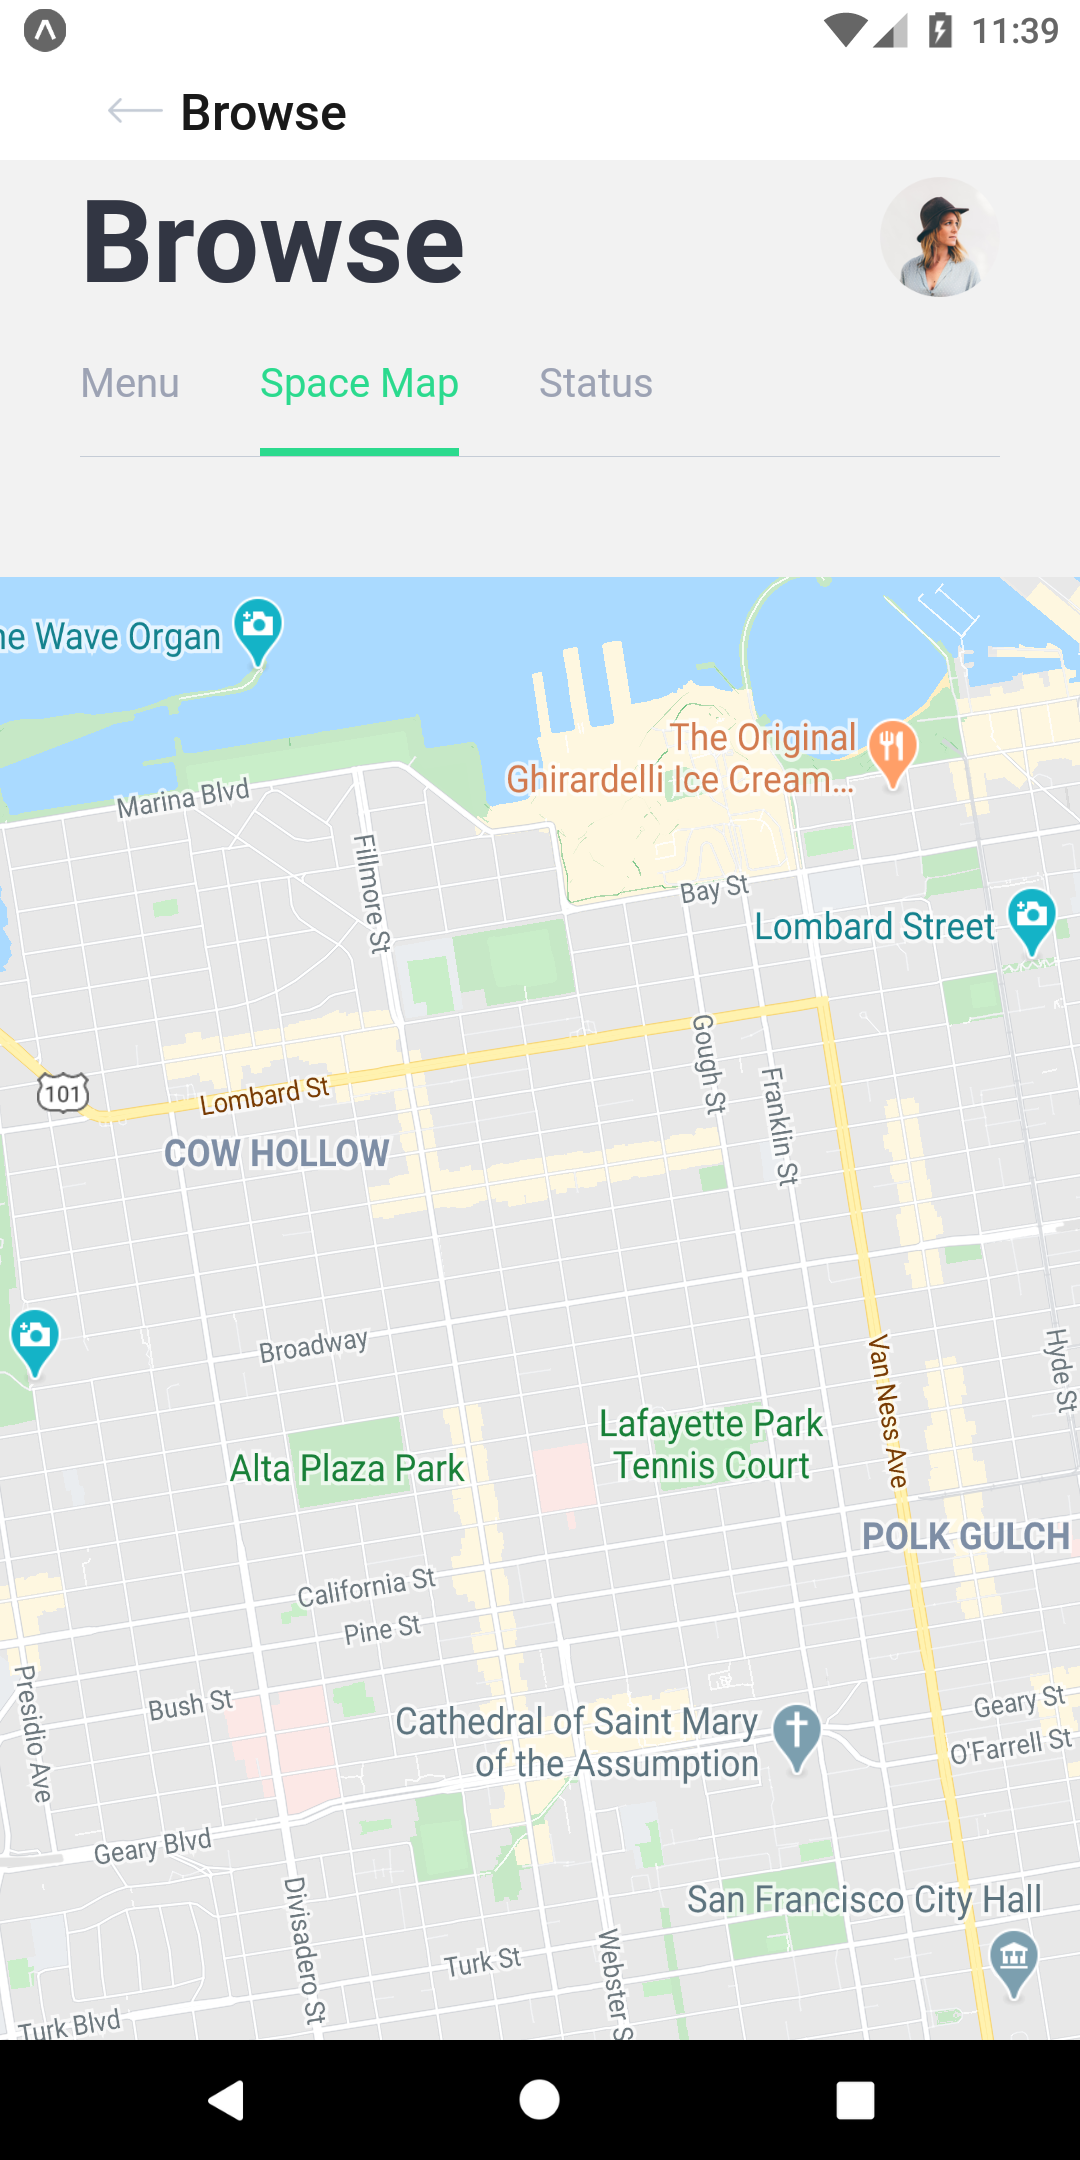 11:39
Browse
Browse
Menu Space Map Status
ne Wave Organ
The Original
Ghirardelli Ice Cream...
Marina Blvd
Fillmore St
Bay St
Lombard Street
Gough St
Franklin St
101
Lombard St
COW HOLLOW
Broadway
Van Ness Ave
Hyde St
Lafayette Park
Tennis Court
Alta Plaza Park
POLK GULCH
California St
Pine St
Presidio Ave
Bush St
Geary St
Cathedral of Saint Mary
of the Assumption
O'Farrell St
Geary Blvd
Divisadero St
San Francisco City Hall
Turk St
Webster S
Turk Blvd